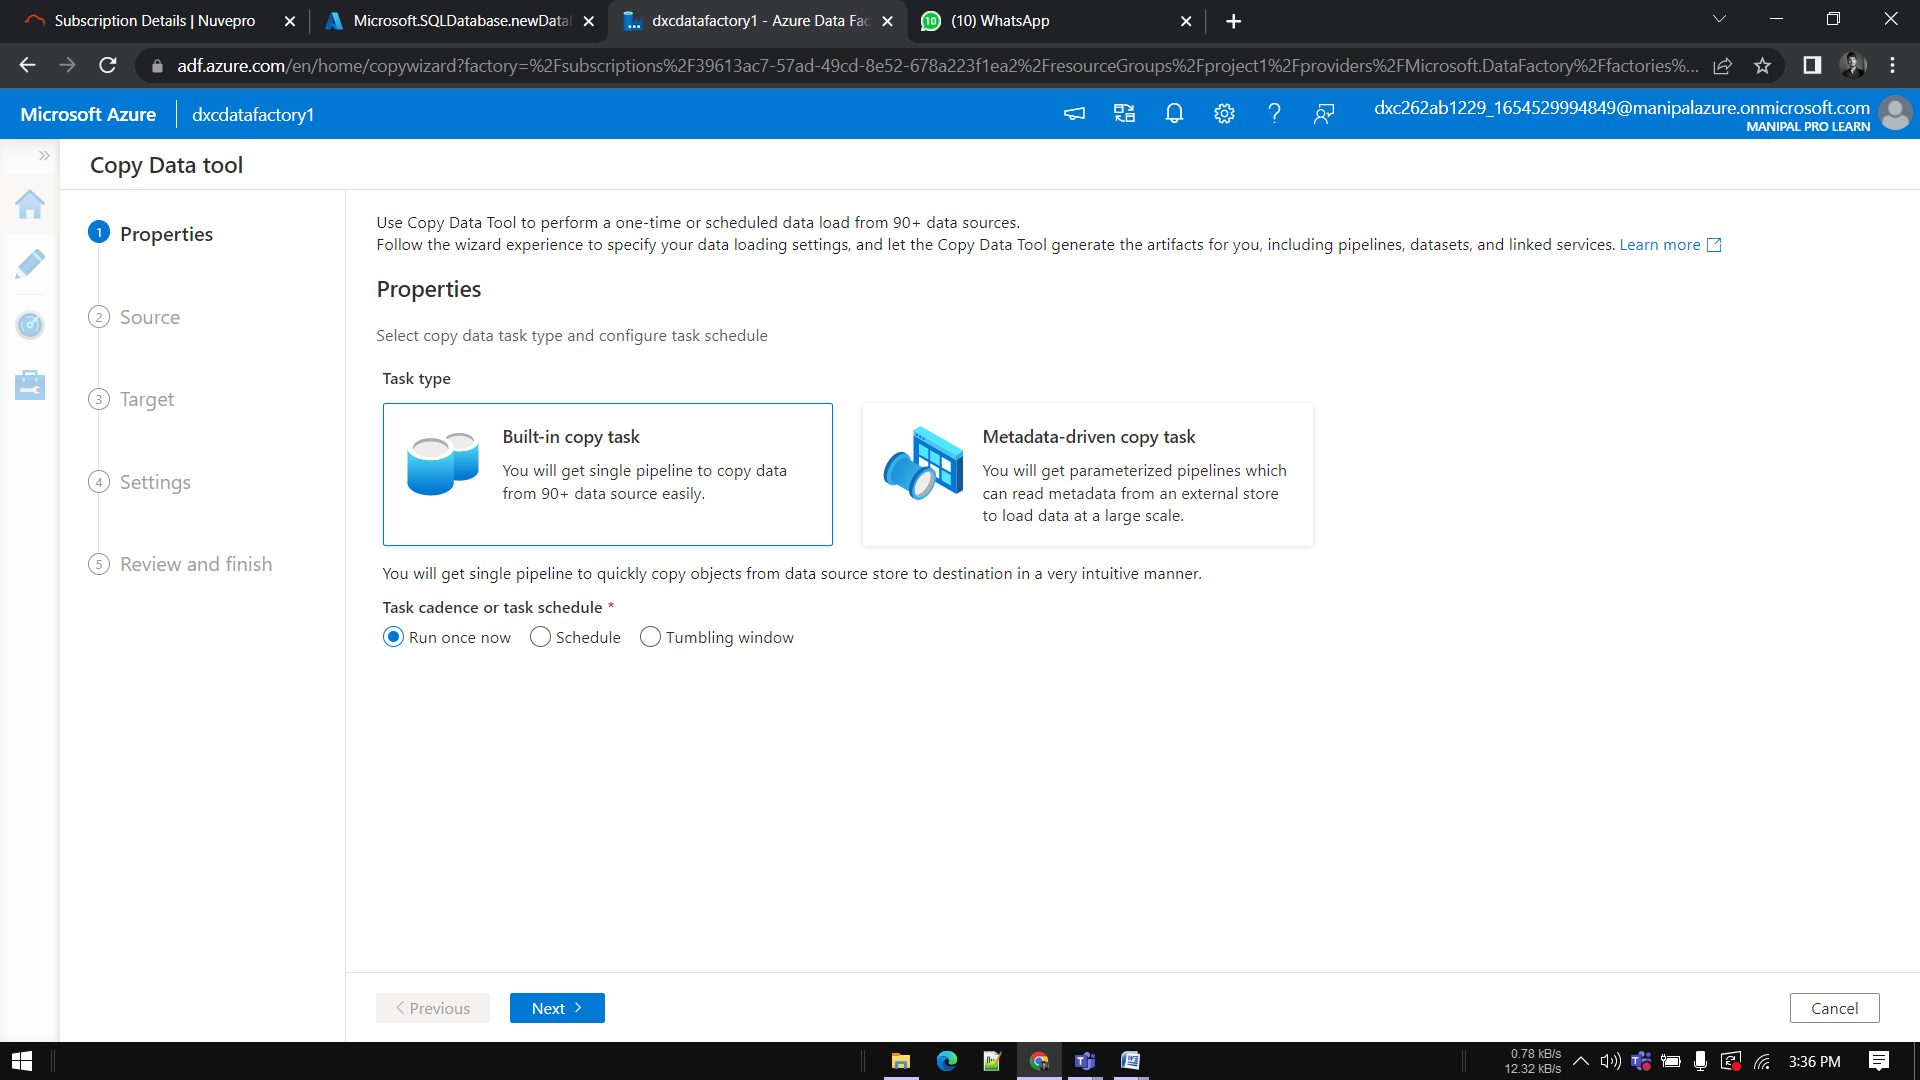 Subscription Details | Nuvepro
Microsoft.SQLDatabase.newDatal
dxcdatafactory1 - Azure Data Fac
10 (10) WhatsApp
adf.azure.com/en/home/copywizard?factory=%2Fsubscriptions%2F39613ac7-57ad-49cd-8e52-678a223f1ea2%2FresourceGroups%2Fproject1%2Fproviders%2FMicrosoft.DataFactory%2Ffactories%...
Microsoft Azure
dxcdatafactory1
dxc262ab1229_1654529994849@manipalazure.onmicrosoft.com
MANIPAL PRO LEARN
Copy Data tool
1 Properties
2 Source
3 Target
4 Settings
5 Review and finish
Use Copy Data Tool to perform a one-time or scheduled data load from 90+ data sources.
Follow the wizard experience to specify your data loading settings, and let the Copy Data Tool generate the artifacts for you, including pipelines, datasets, and linked services. Learn more
Properties
Select copy data task type and configure task schedule
Task type
Built-in copy task
You will get single pipeline to copy data
from 90+ data source easily.
Metadata-driven copy task
You will get parameterized pipelines which
can read metadata from an external store
to load data at a large scale.
You will get single pipeline to quickly copy objects from data source store to destination in a very intuitive manner.
Task cadence or task schedule *
Run once now
Schedule
Tumbling window
< Previous
Next >
Cancel
0.78 kB/s
12.32 kB/s
3:36 PM